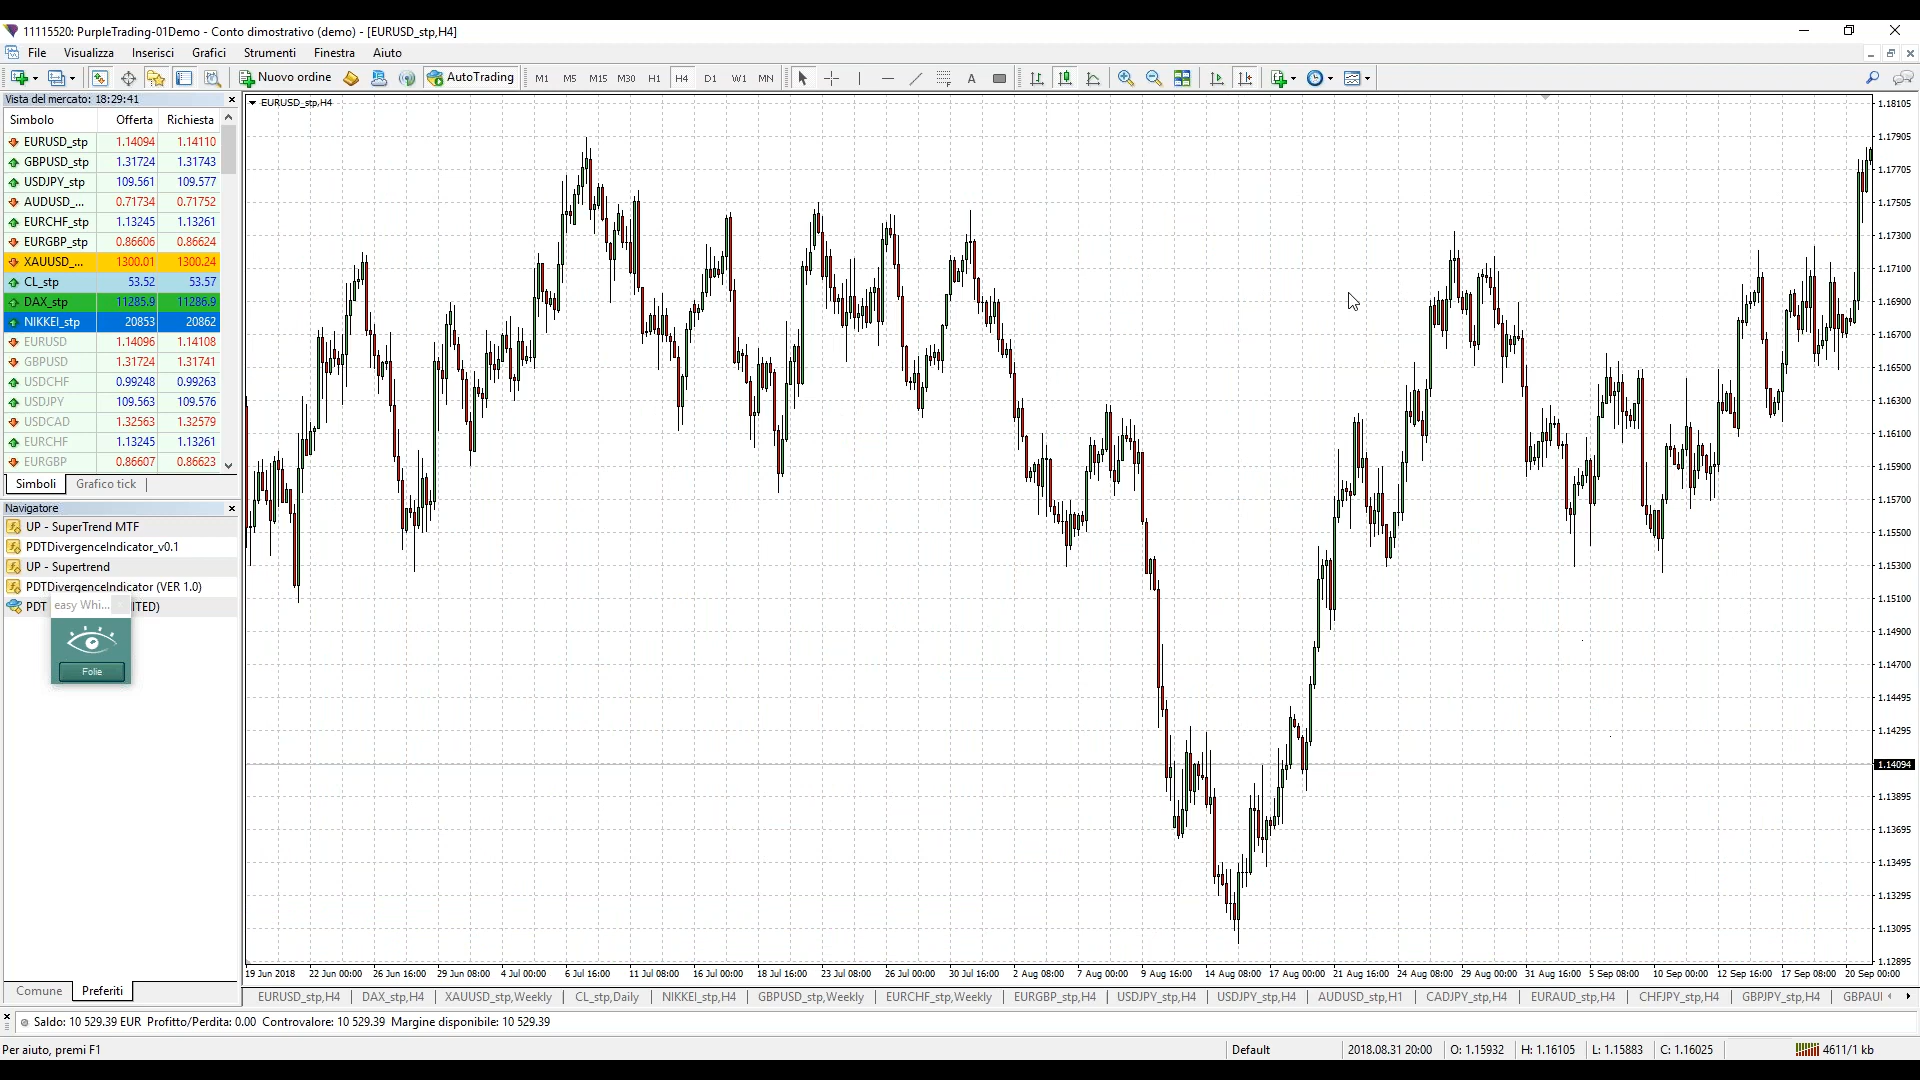 11115520: PurpleTrading-01Demo - Conto dimostrativo (demo) - [EURUSD_stp,H4]
File Visualizza Inserisci Grafici Strumenti Finestra Aiuto
Nuovo ordine AutoTrading M1 M5 M15 M30 H1 H4 D1 W1 MN A
Vista del mercato: 18:29:41
Simbolo Offerta Richiesta
EURUSD_stp 1.14094 1.14110
GBPUSD_stp 1.31724 1.31743
USDJPY_stp 109.561 109.577
AUDUSD_... 0.71734 0.71752
EURCHF_stp 1.13245 1.13261
EURGBP_stp 0.86606 0.86624
XAUUSD_... 1300.01 1300.24
CL_stp 53.52 53.57
DAX_stp 11285.9 11286.9
NIKKEI_stp 20853 20862
EURUSD 1.14096 1.14108
GBPUSD 1.31724 1.31741
USDCHF 0.99248 0.99263
USDJPY 109.563 109.576
USDCAD 1.32563 1.32579
EURCHF 1.13245 1.13261
EURGBP 0.86607 0.86623
Simboli Grafico tick
Navigatore
UP - SuperTrend MTF
PDTDivergenceIndicator_v0.1
UP - Supertrend
PDTDivergenceIndicator (VER 1.0)
PDT ITED)
easy Whi...
Folie
Comune Preferiti
EURUSD_stp,H4
1.18105
1.17905
1.17705
1.17505
1.17300
1.17100
1.16900
1.16700
1.16500
1.16300
1.16100
1.15900
1.15700
1.15500
1.15300
1.15100
1.14900
1.14700
1.14495
1.14295
1.14094
1.13895
1.13695
1.13495
1.13295
1.13095
1.12895
19 Jun 2018 22 Jun 00:00 26 Jun 16:00 29 Jun 08:00 4 Jul 00:00 6 Jul 16:00 11 Jul 08:00 16 Jul 00:00 18 Jul 16:00 23 Jul 08:00 26 Jul 00:00 30 Jul 16:00 2 Aug 08:00 7 Aug 00:00 9 Aug 16:00 14 Aug 08:00 17 Aug 00:00 21 Aug 16:00 24 Aug 08:00 29 Aug 00:00 31 Aug 16:00 5 Sep 08:00 10 Sep 00:00 12 Sep 16:00 17 Sep 08:00 20 Sep 00:00
EURUSD_stp,H4 DAX_stp,H4 XAUUSD_stp,Weekly CL_stp,Daily NIKKEI_stp,H4 GBPUSD_stp,Weekly EURCHF_stp,Weekly EURGBP_stp,H4 USDJPY_stp,H4 USDJPY_stp,H4 AUDUSD_stp,H1 CADJPY_stp,H4 EURAUD_stp,H4 CHFJPY_stp,H4 GBPJPY_stp,H4 GBPAUI
Saldo: 10 529.39 EUR Profitto/Perdita: 0.00 Controvalore: 10 529.39 Margine disponibile: 10 529.39
Per aiuto, premi F1 Default 2018.08.31 20:00 O: 1.15932 H: 1.16105 L: 1.15883 C: 1.16025 4611/1 kb